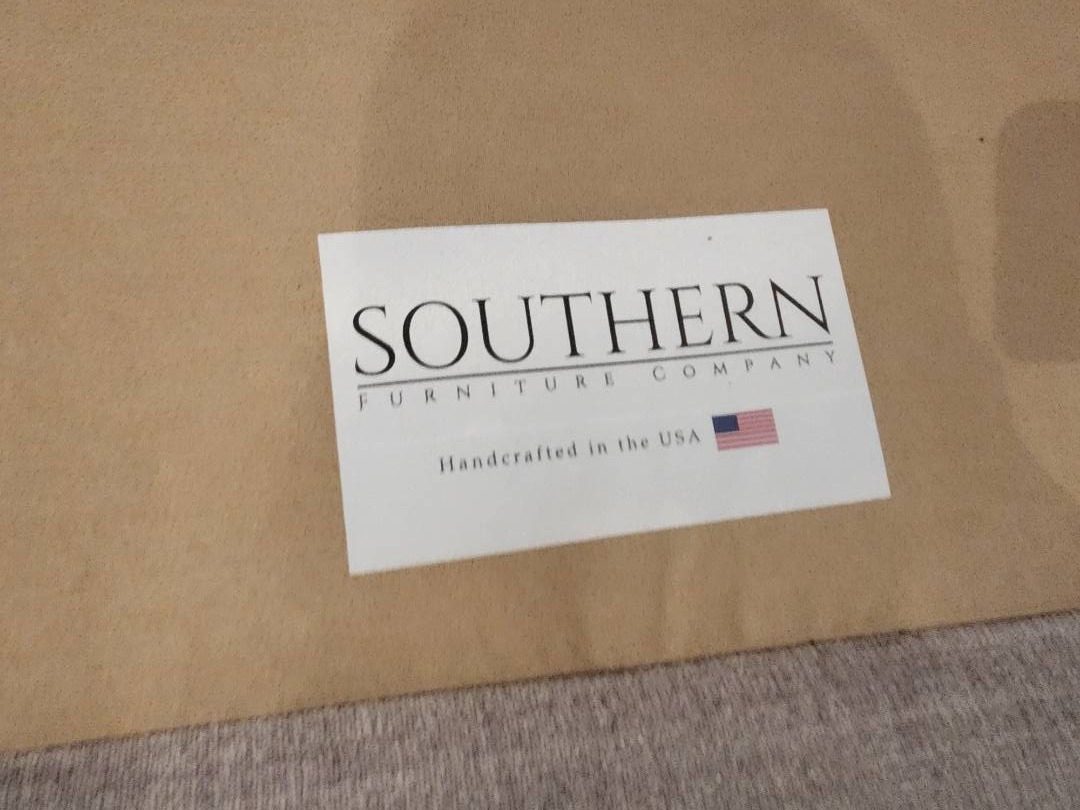 SOUTHERN
FURNITURE COMPANY
Handcrafted in the USA